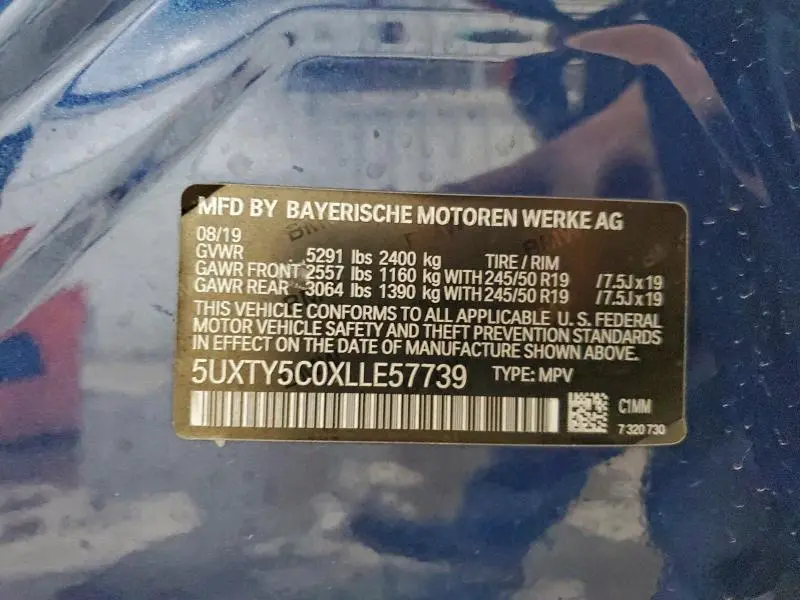 MFD BY BAYERISCHE MOTOREN WERKE AG
08/19
GVWR 5291 lbs 2400 kg TIRE / RIM
GAWR FRONT 2557 lbs 1160 kg WITH 245/50 R19 / 7.5J x 19
GAWR REAR 3064 lbs 1390 kg WITH 245/50 R19 / 7.5J x 19
THIS VEHICLE CONFORMS TO ALL APPLICABLE U. S. FEDERAL
MOTOR VEHICLE SAFETY AND THEFT PREVENTION STANDARDS
IN EFFECT ON THE DATE OF MANUFACTURE SHOWN ABOVE.
5UXTY5C0XLLE57739 TYPE: MPV
C1MM
7 320 730